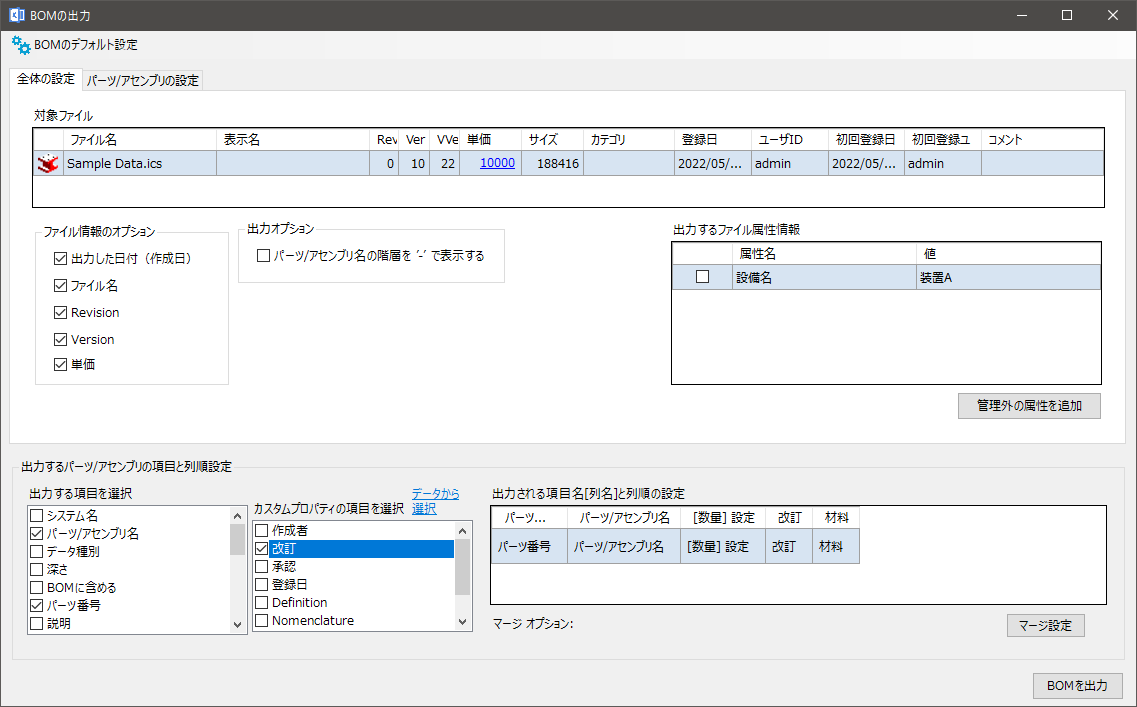 BOMの出力
BOMのデフォルト設定
全体の設定 パーツ/アセンブリの設定
対象ファイル
ファイル名 表示名 Rev Ver VVe 単価 サイズ カテゴリ 登録日 ユーザID 初回登録日 初回登録ユ コメント
Sample Data.ics 0 10 22 10000 188416 2022/05/... admin 2022/05/... admin
ファイル情報のオプション
出力した日付（作成日）
ファイル名
Revision
Version
単価
出力オプション
パーツ/アセンブリ名の階層を '-' で表示する
出力するファイル属性情報
属性名 値
設備名 装置A
管理外の属性を追加
出力するパーツ/アセンブリの項目と列順設定
出力する項目を選択
システム名
パーツ/アセンブリ名
データ種別
深さ
BOMに含める
パーツ番号
説明
カスタムプロパティの項目を選択
データから
選択
作成者
改訂
承認
登録日
Definition
Nomenclature
出力される項目名[列名]と列順の設定
パーツ... パーツ/アセンブリ名 [数量] 設定 改訂 材料
パーツ番号 パーツ/アセンブリ名 [数量] 設定 改訂 材料
マージ オプション:
マージ設定
BOMを出力